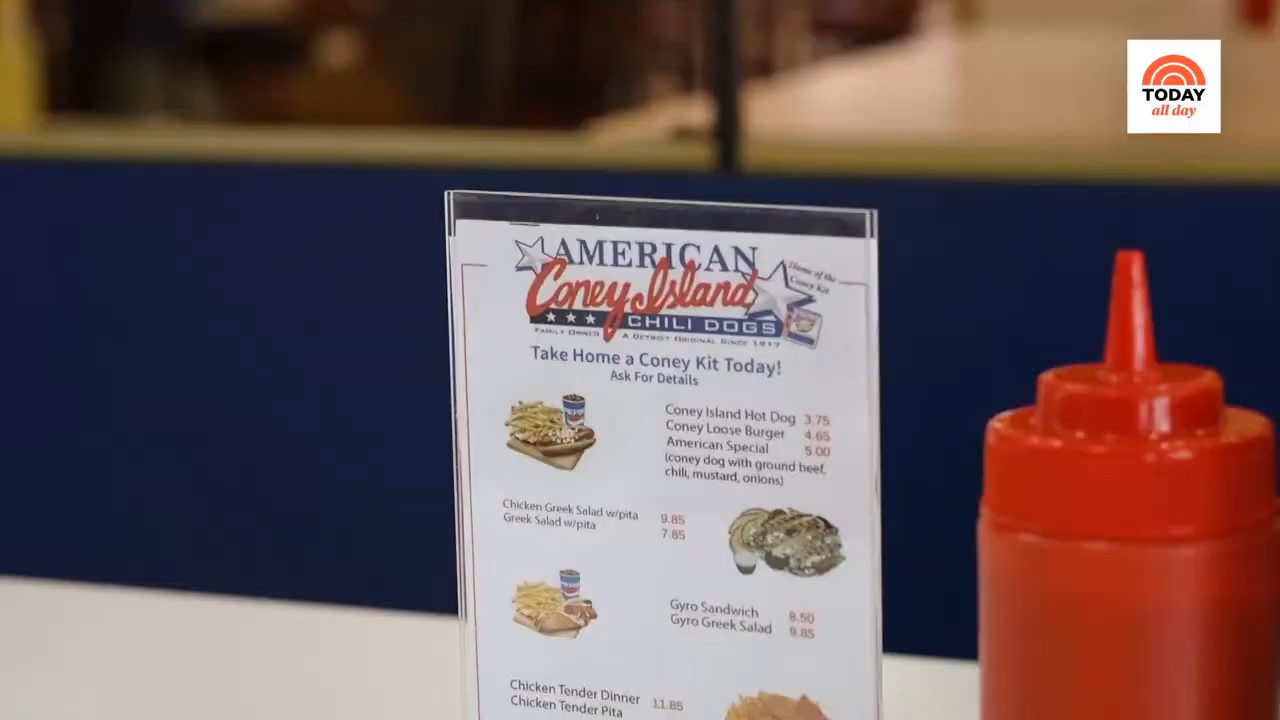 TODAY
all day
AMERICAN
Home of the
Coney Kit
Coney Island
CHILI DOGS
FAMILY OWNED A DETROIT ORIGINAL SINCE 1917
Take Home a Coney Kit Today!
Ask For Details
Coney Island Hot Dog 3.75
Coney Loose Burger 4.65
American Special 5.00
(coney dog with ground beef,
chili, mustard, onions)
Chicken Greek Salad w/pita 9.85
Greek Salad w/pita 7.85
Gyro Sandwich 8.50
Gyro Greek Salad 9.85
Chicken Tender Dinner 11.85
Chicken Tender Pita